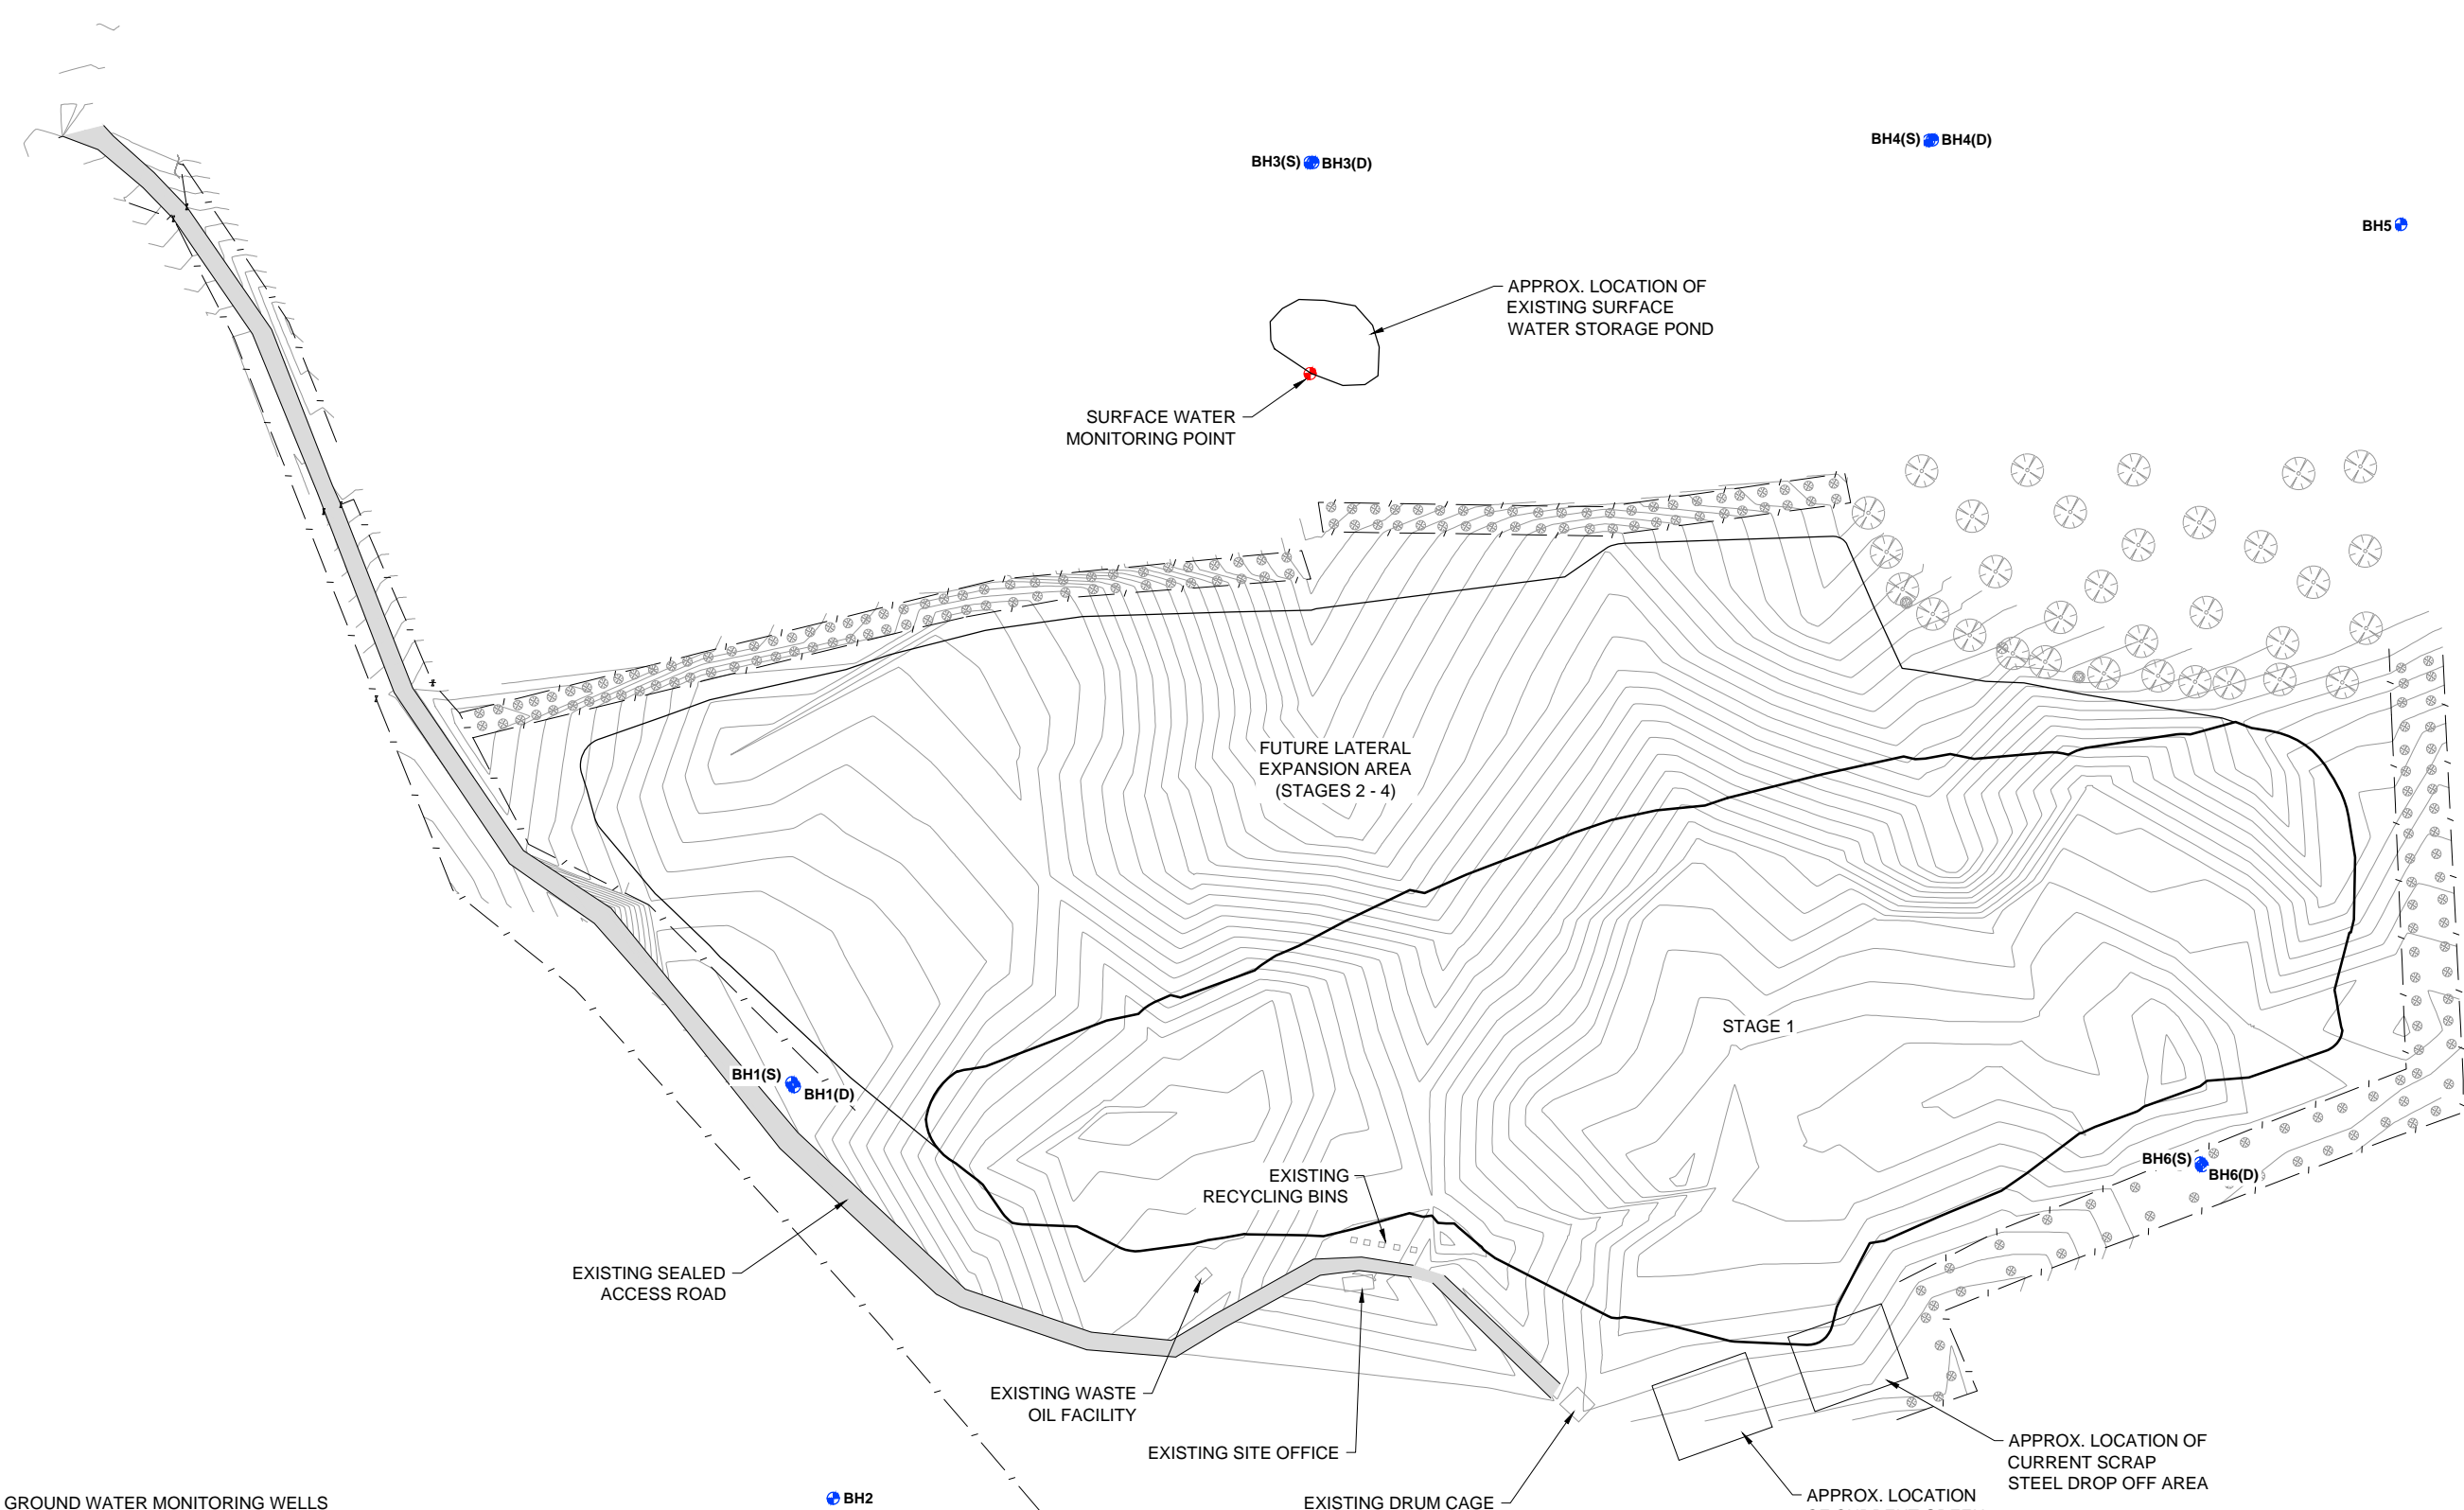 BH3(S) BH3(D)
BH4(S) BH4(D)
BH5
APPROX. LOCATION OF
EXISTING SURFACE
WATER STORAGE POND
SURFACE WATER
MONITORING POINT
FUTURE LATERAL
EXPANSION AREA
(STAGES 2 - 4)
STAGE 1
BH1(S)
BH1(D)
EXISTING
RECYCLING BINS
BH6(S)
BH6(D)
EXISTING SEALED
ACCESS ROAD
EXISTING WASTE
OIL FACILITY
EXISTING SITE OFFICE
APPROX. LOCATION OF
CURRENT SCRAP
STEEL DROP OFF AREA
GROUND WATER MONITORING WELLS
BH2
EXISTING DRUM CAGE
APPROX. LOCATION